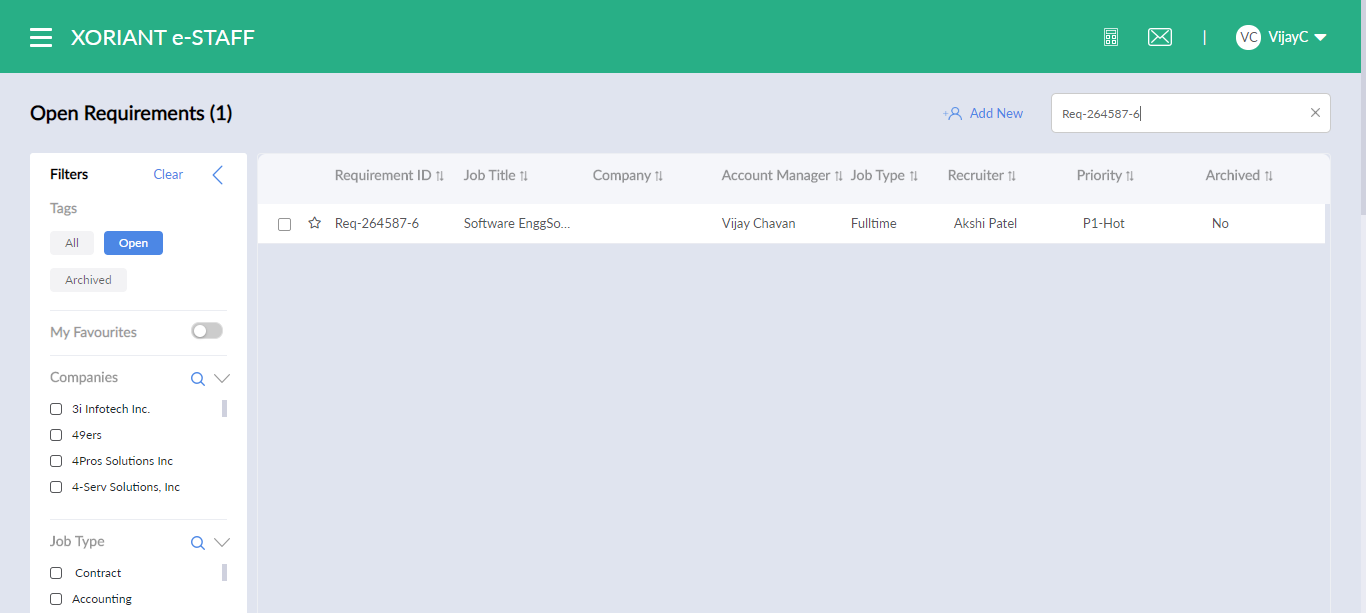 XORIANT e-STAFF
VC VijayC
Open Requirements (1)
Add New
Req-264587-6
Filters
Clear
Tags
All
Open
Archived
My Favourites
Companies
3i Infotech Inc.
49ers
4Pros Solutions Inc
4-Serv Solutions, Inc
Job Type
Contract
Accounting
Requirement ID Job Title Company Account Manager Job Type Recruiter Priority Archived
Req-264587-6 Software EnggSo... Vijay Chavan Fulltime Akshi Patel P1-Hot No